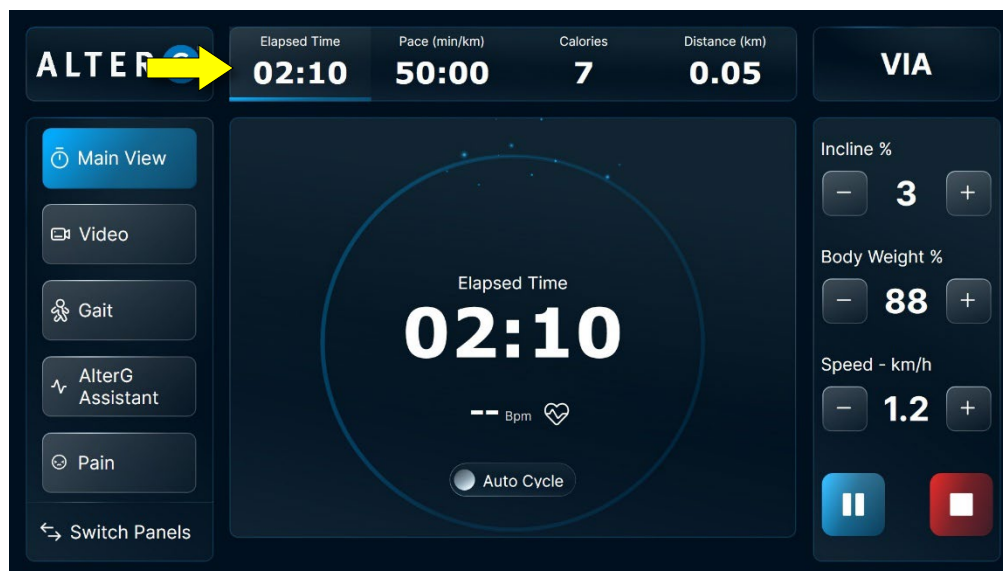 ALTER
Elapsed Time
02:10
Pace (min/km)
50:00
Calories
7
Distance (km)
0.05
VIA
Main View
Video
Gait
AlterG
Assistant
Pain
Switch Panels
Elapsed Time
02:10
-- Bpm
Auto Cycle
Incline %
− 3 +
Body Weight %
− 88 +
Speed - km/h
− 1.2 +